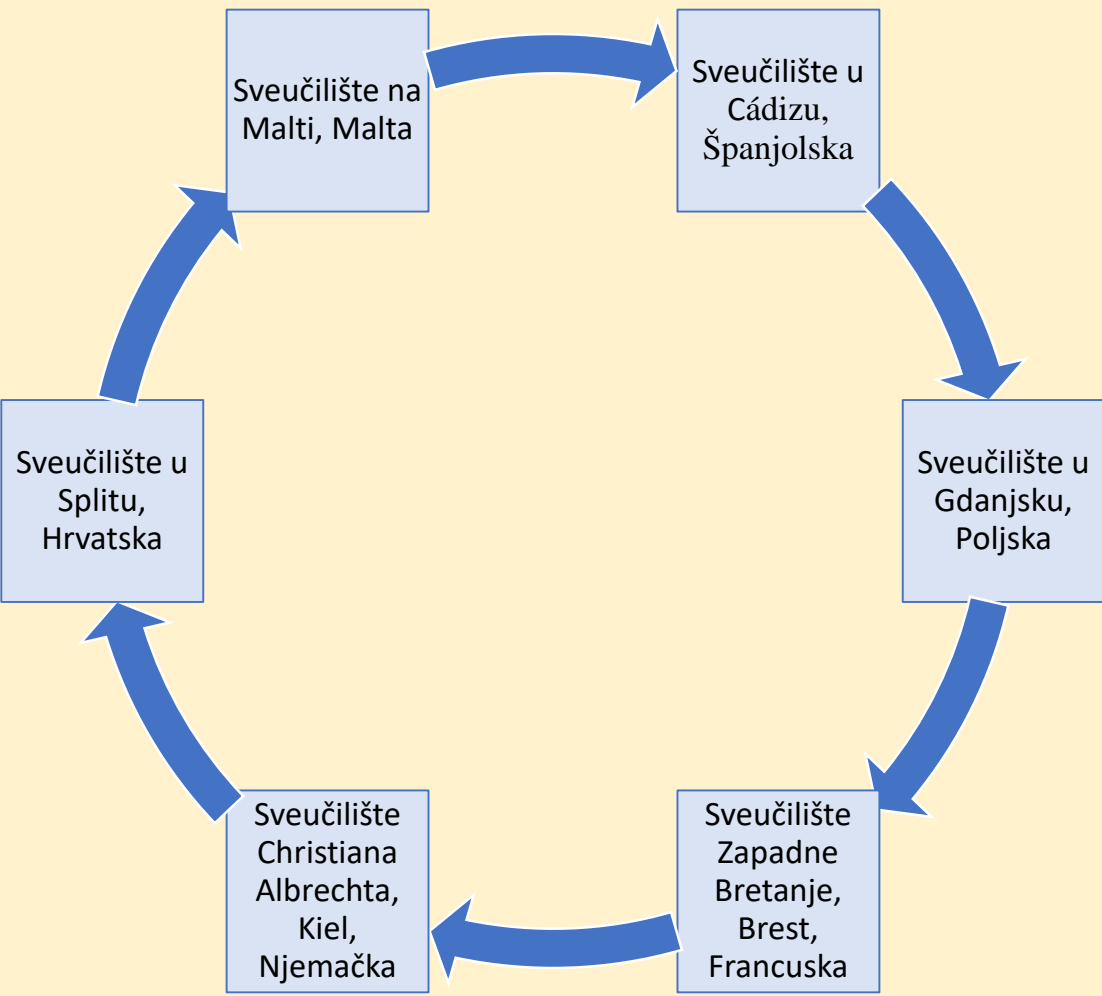 Sveučilište na
Malti, Malta
Sveučilište u
Cádizu,
Španjolska
Sveučilište u
Gdanjsku,
Poljska
Sveučilište
Zapadne
Bretanje,
Brest,
Francuska
Sveučilište
Christiana
Albrechta,
Kiel,
Njemačka
Sveučilište u
Splitu,
Hrvatska